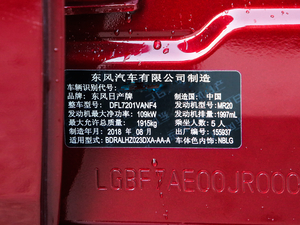 东风汽车有限公司制造
车辆识别代号:
品牌: 东风日产牌 制造国: 中国
整车型号: DFL7201VANF4 发动机型号: MR20
发动机最大净功率: 109kW 发动机排量: 1997mL
最大允许总质量: 1915kg 乘坐人数: 5人
制造年月: 2018 年 08 月 出厂编号: 155937
适用型式: BDRALHZ023DXA-AA-A 车体色内饰: NBLG
LGBF7AE00JR00